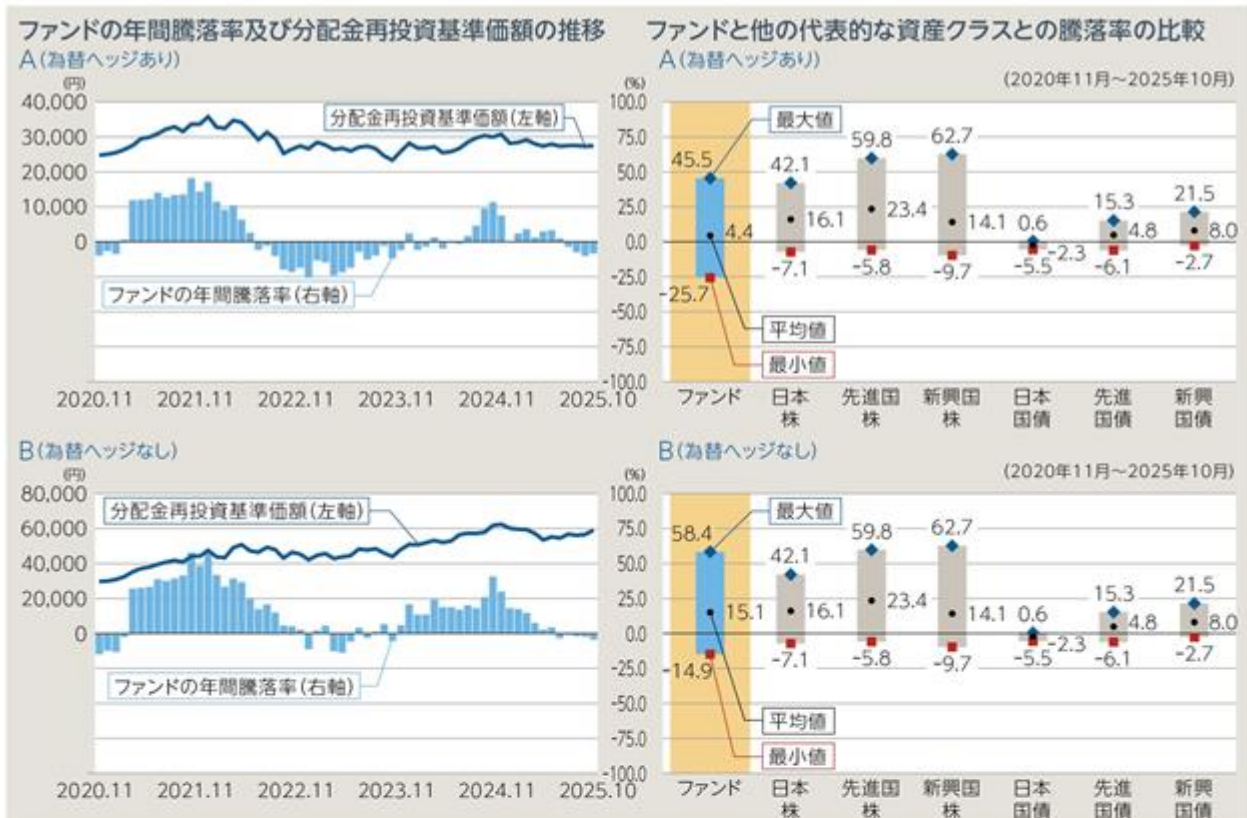 ファンドの年間騰落率及び分配金再投資基準価額の推移
A(為替ヘッジあり)
(円)
(%)
40,000
30,000
20,000
10,000
0
100.0
75.0
50.0
25.0
0.0
-25.0
-50.0
-75.0
-100.0
分配金再投資基準価額(左軸)
ファンドの年間騰落率(右軸)
2020.11 2021.11 2022.11 2023.11 2024.11 2025.10
ファンドと他の代表的な資産クラスとの騰落率の比較
A(為替ヘッジあり)
(2020年11月~2025年10月)
最大値
45.5 42.1 59.8 62.7 0.6 15.3 21.5
4.4 16.1 23.4 14.1 -2.3 4.8 8.0
-25.7 -7.1 -5.8 -9.7 -5.5 -6.1 -2.7
平均値
最小値
ファンド 日本株 先進国株 新興国株 日本国債 先進国債 新興国債
B(為替ヘッジなし)
(円)
(%)
80,000
60,000
40,000
20,000
0
100.0
75.0
50.0
25.0
0.0
-25.0
-50.0
-75.0
-100.0
分配金再投資基準価額(左軸)
ファンドの年間騰落率(右軸)
2020.11 2021.11 2022.11 2023.11 2024.11 2025.10
B(為替ヘッジなし)
(2020年11月~2025年10月)
最大値
58.4 42.1 59.8 62.7 0.6 15.3 21.5
15.1 16.1 23.4 14.1 -2.3 4.8 8.0
-14.9 -7.1 -5.8 -9.7 -5.5 -6.1 -2.7
平均値
最小値
ファンド 日本株 先進国株 新興国株 日本国債 先進国債 新興国債